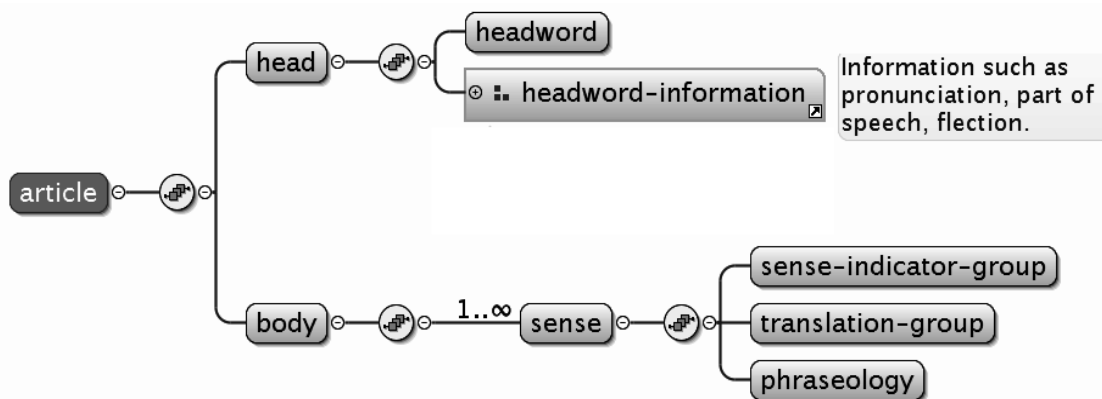 headword
head
headword-information
Information such as
pronunciation, part of
speech, flection.
article
sense-indicator-group
body
1..∞
sense
translation-group
phraseology